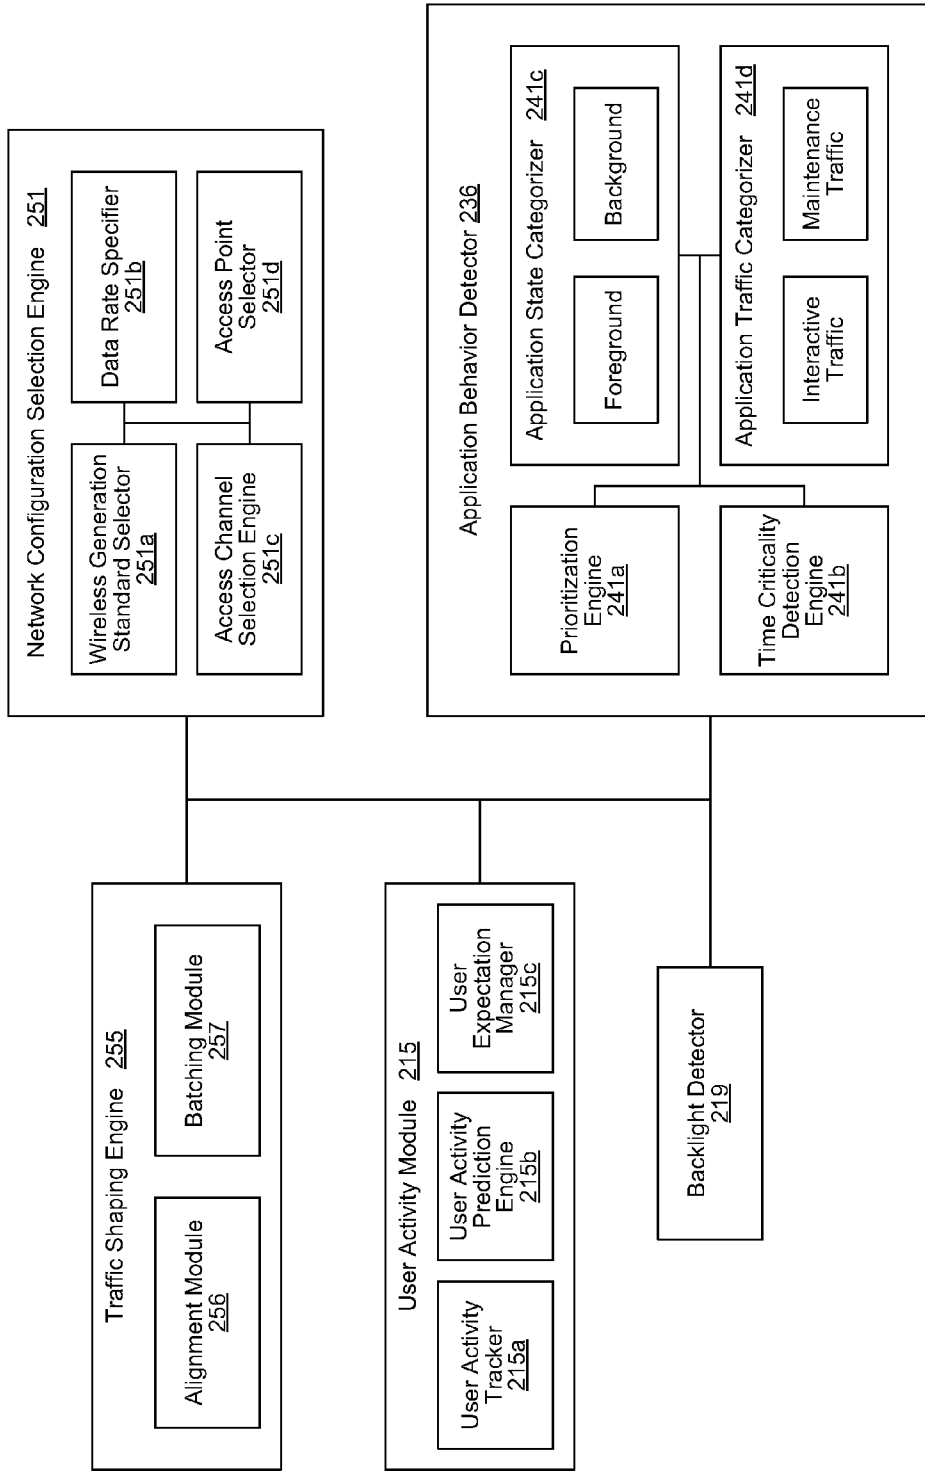 Traffic Shaping Engine 255
Alignment Module
256
Batching Module
257
Network Configuration Selection Engine 251
Wireless Generation
Standard Selector
251a
Data Rate Specifier
251b
Access Channel
Selection Engine
251c
Access Point
Selector
251d
User Activity Module 215
User Activity
Tracker
215a
User Activity
Prediction
Engine
215b
User
Expectation
Manager
215c
Application Behavior Detector 236
Prioritization
Engine
241a
Application State Categorizer 241c
Foreground
Background
Time Criticality
Detection
Engine
241b
Application Traffic Categorizer 241d
Interactive
Traffic
Maintenance
Traffic
Backlight Detector
219